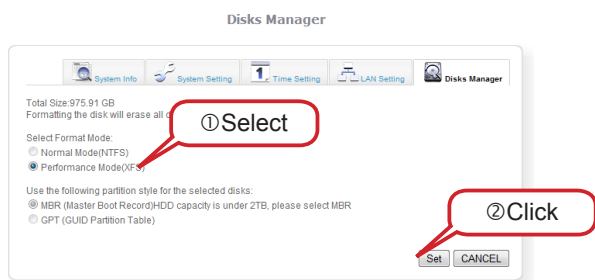 Disks Manager
System Info System Setting Time Setting LAN Setting Disks Manager
Total Size:975.91 GB
Formatting the disk will erase all
①Select
Select Format Mode:
Normal Mode(NTFS)
Performance Mode(XFS)
Use the following partition style for the selected disks:
MBR (Master Boot Record)HDD capacity is under 2TB, please select MBR
GPT (GUID Partition Table)
②Click
Set CANCEL